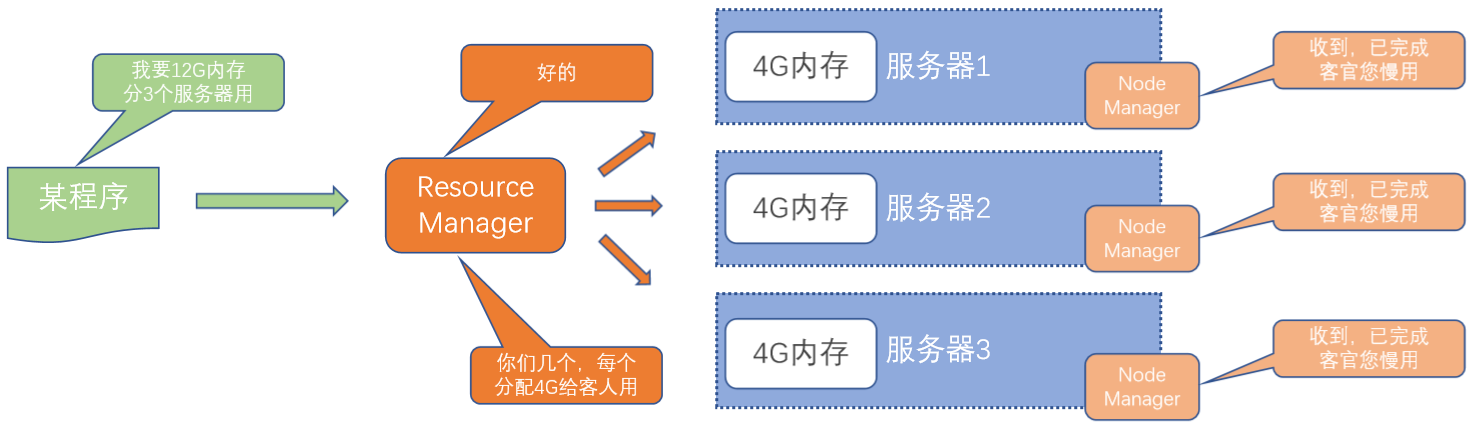 我要12G内存
分3个服务器用
某程序
好的
Resource
Manager
你们几个，每个
分配4G给客人用
4G内存
服务器1
Node
Manager
收到，已完成
客官您慢用
4G内存
服务器2
Node
Manager
收到，已完成
客官您慢用
4G内存
服务器3
Node
Manager
收到，已完成
客官您慢用